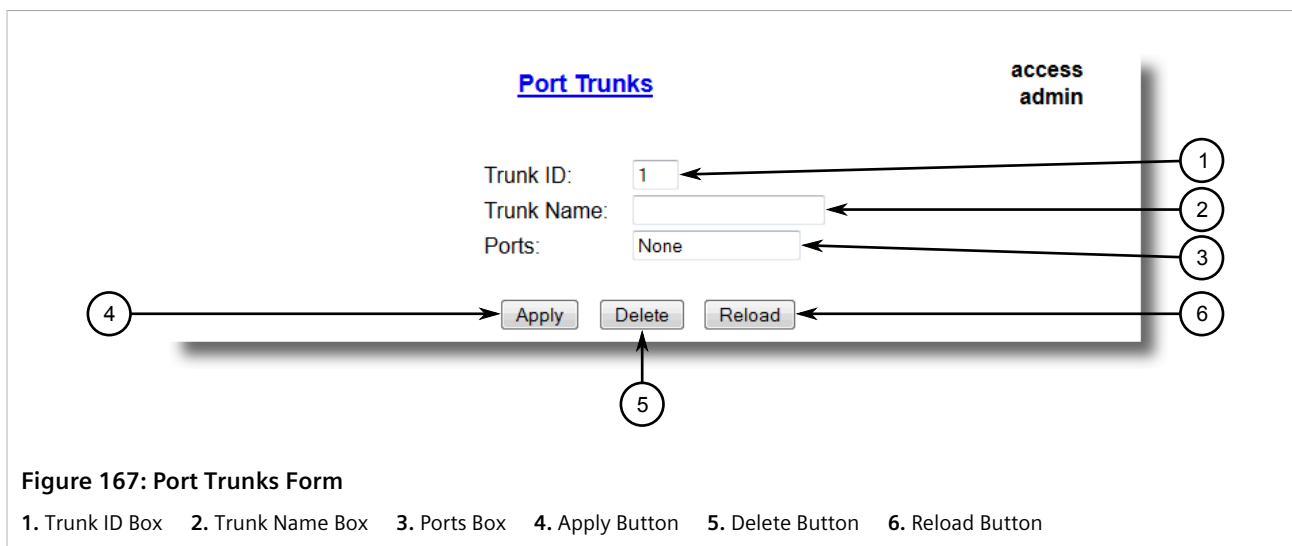 Port Trunks
access
admin
Trunk ID: 1
1
Trunk Name:
2
Ports: None
3
4
Apply Delete Reload
6
5
Figure 167: Port Trunks Form
1. Trunk ID Box 2. Trunk Name Box 3. Ports Box 4. Apply Button 5. Delete Button 6. Reload Button